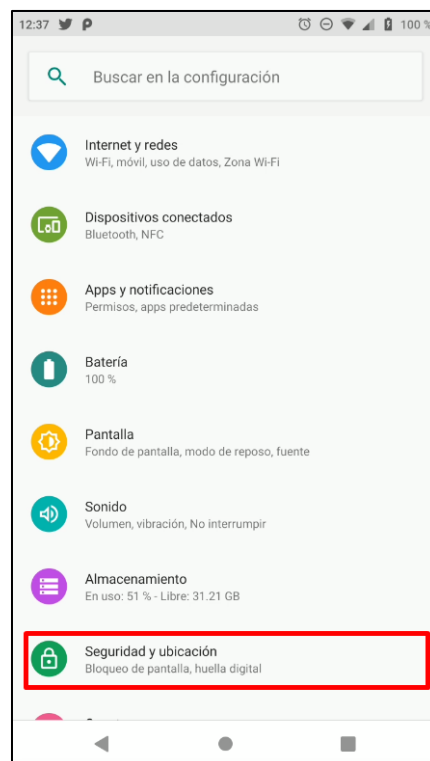 12:37 100 %
Buscar en la configuración
Internet y redes
Wi-Fi, móvil, uso de datos, Zona Wi-Fi
Dispositivos conectados
Bluetooth, NFC
Apps y notificaciones
Permisos, apps predeterminadas
Batería
100 %
Pantalla
Fondo de pantalla, modo de reposo, fuente
Sonido
Volumen, vibración, No interrumpir
Almacenamiento
En uso: 51 % - Libre: 31.21 GB
Seguridad y ubicación
Bloqueo de pantalla, huella digital